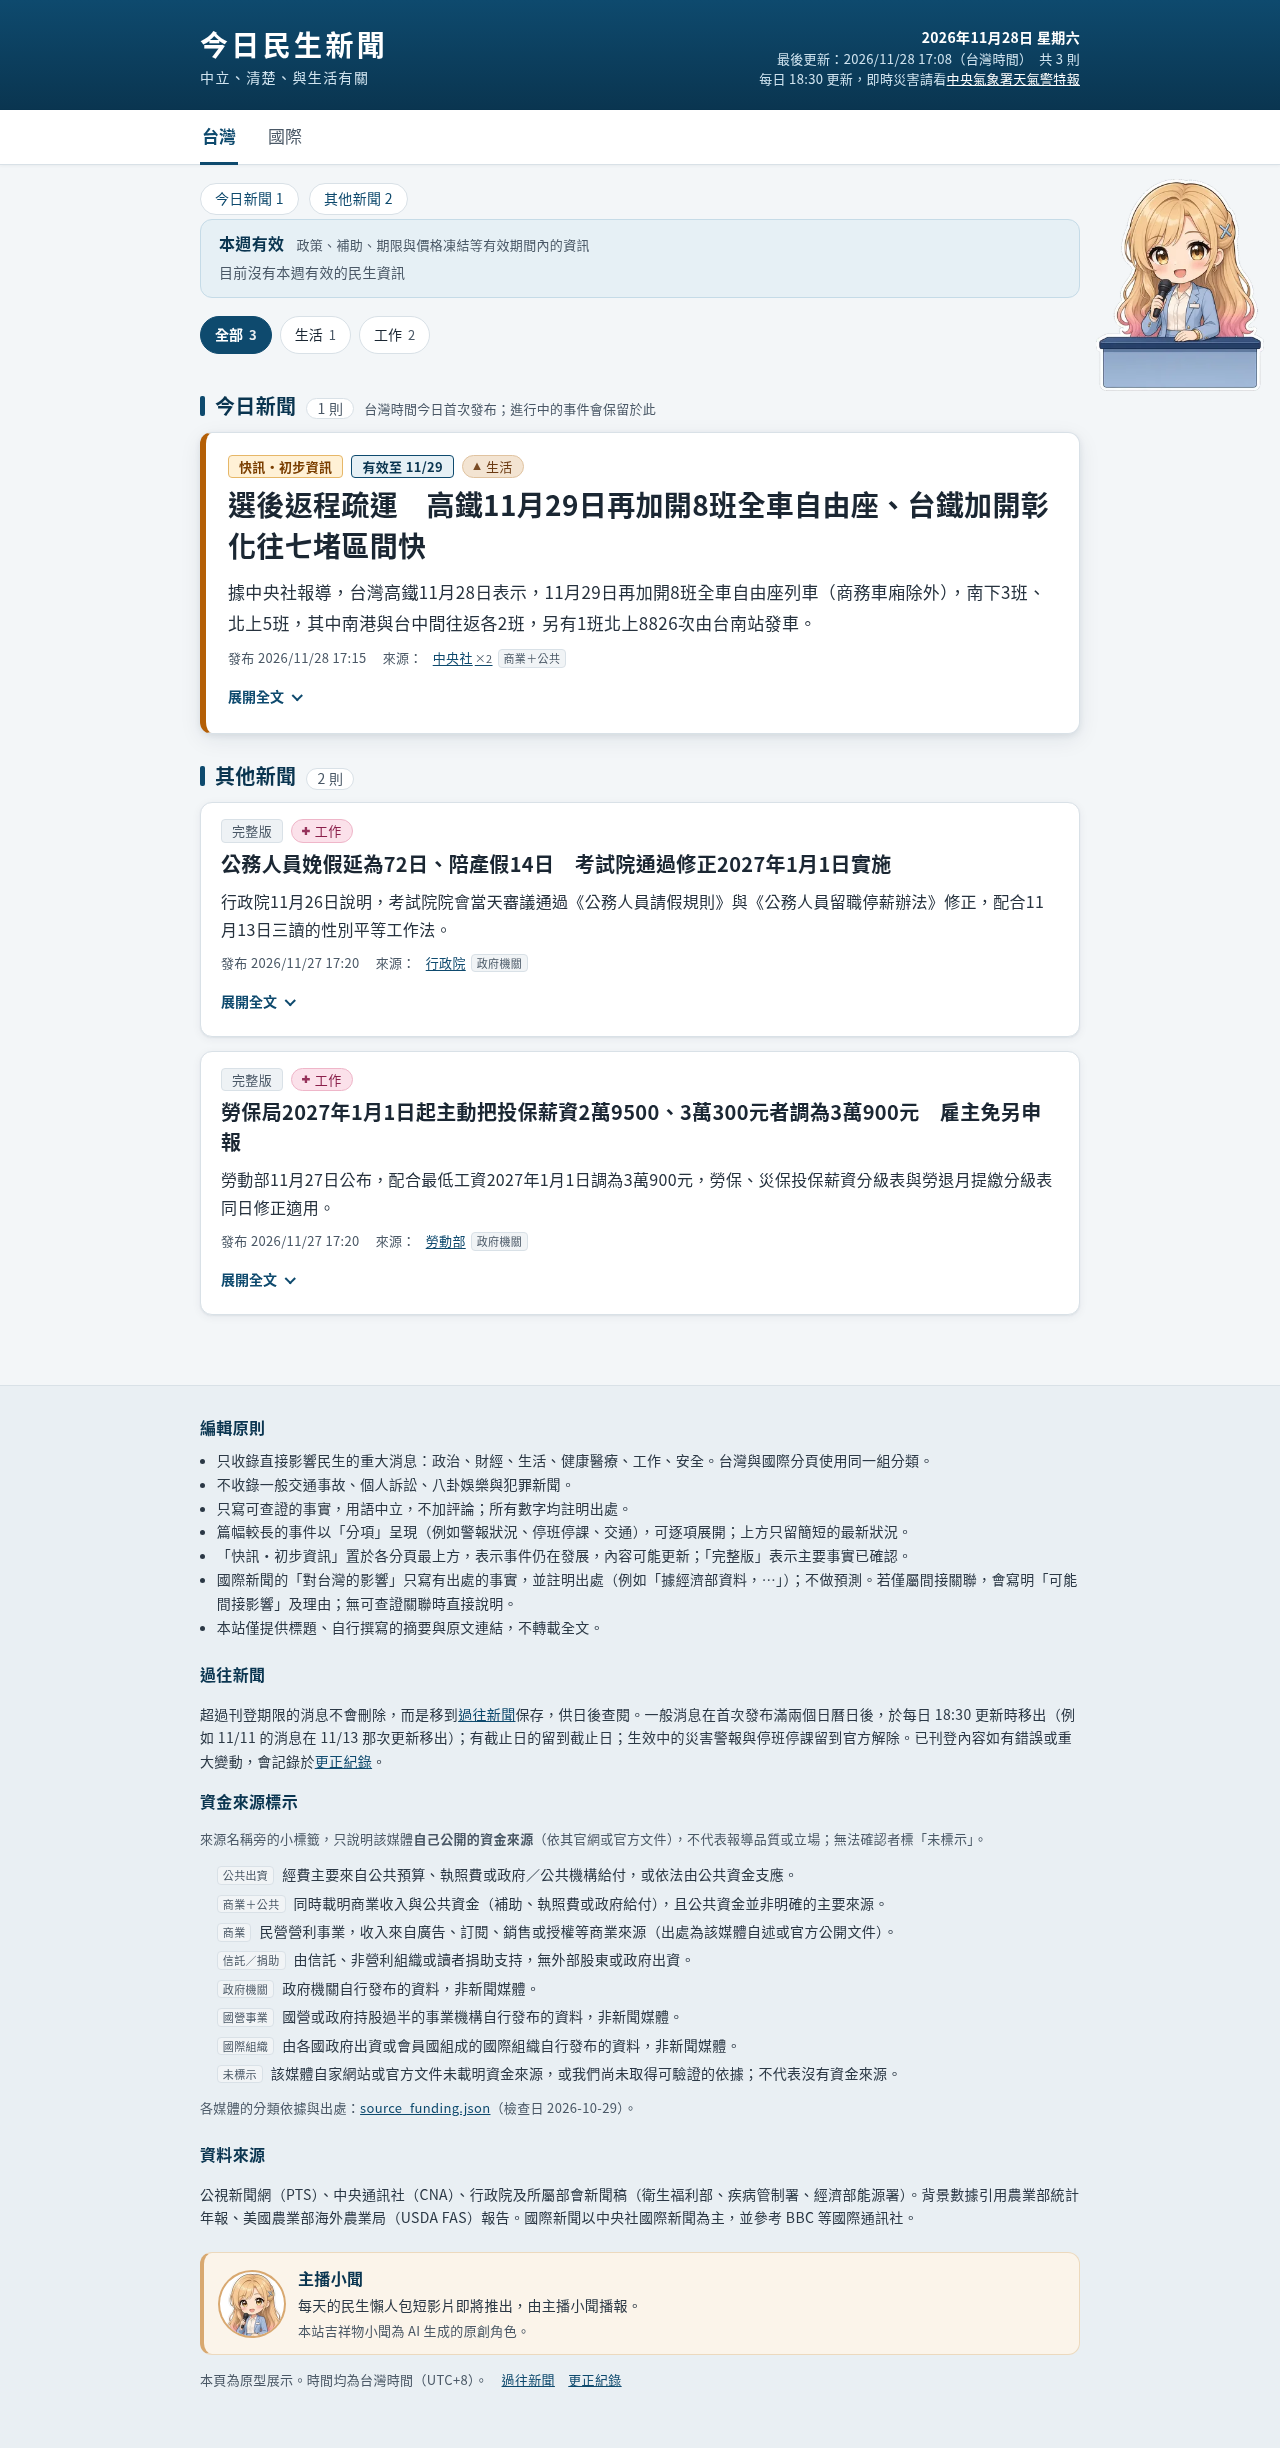 今日民生新聞
中立、清楚、與生活有關
2026年11月28日 星期六
最後更新：2026/11/28 17:08（台灣時間） 共 3 則
每日 18:30 更新，即時災害請看中央氣象署天氣警特報
台灣 國際
今日新聞 1 其他新聞 2
本週有效 政策、補助、期限與價格凍結等有效期間內的資訊
目前沒有本週有效的民生資訊
全部 3 生活 1 工作 2
今日新聞 1 則 台灣時間今日首次發布；進行中的事件會保留於此
快訊・初步資訊 有效至 11/29 ▲ 生活
選後返程疏運　高鐵11月29日再加開8班全車自由座、台鐵加開彰
化往七堵區間快
據中央社報導，台灣高鐵11月28日表示，11月29日再加開8班全車自由座列車（商務車廂除外），南下3班、
北上5班，其中南港與台中間往返各2班，另有1班北上8826次由台南站發車。
發布 2026/11/28 17:15 來源： 中央社 ×2 商業＋公共
展開全文
其他新聞 2 則
完整版 ✚ 工作
公務人員娩假延為72日、陪產假14日　考試院通過修正2027年1月1日實施
行政院11月26日說明，考試院院會當天審議通過《公務人員請假規則》與《公務人員留職停薪辦法》修正，配合11
月13日三讀的性別平等工作法。
發布 2026/11/27 17:20 來源： 行政院 政府機關
展開全文
完整版 ✚ 工作
勞保局2027年1月1日起主動把投保薪資2萬9500、3萬300元者調為3萬900元　雇主免另申
報
勞動部11月27日公布，配合最低工資2027年1月1日調為3萬900元，勞保、災保投保薪資分級表與勞退月提繳分級表
同日修正適用。
發布 2026/11/27 17:20 來源： 勞動部 政府機關
展開全文
編輯原則
• 只收錄直接影響民生的重大消息：政治、財經、生活、健康醫療、工作、安全。台灣與國際分頁使用同一組分類。
• 不收錄一般交通事故、個人訴訟、八卦娛樂與犯罪新聞。
• 只寫可查證的事實，用語中立，不加評論；所有數字均註明出處。
• 篇幅較長的事件以「分項」呈現（例如警報狀況、停班停課、交通），可逐項展開；上方只留簡短的最新狀況。
• 「快訊・初步資訊」置於各分頁最上方，表示事件仍在發展，內容可能更新；「完整版」表示主要事實已確認。
• 國際新聞的「對台灣的影響」只寫有出處的事實，並註明出處（例如「據經濟部資料，…」）；不做預測。若僅屬間接關聯，會寫明「可能
間接影響」及理由；無可查證關聯時直接說明。
• 本站僅提供標題、自行撰寫的摘要與原文連結，不轉載全文。
過往新聞
超過刊登期限的消息不會刪除，而是移到過往新聞保存，供日後查閱。一般消息在首次發布滿兩個日曆日後，於每日 18:30 更新時移出（例
如 11/11 的消息在 11/13 那次更新移出）；有截止日的留到截止日；生效中的災害警報與停班停課留到官方解除。已刊登內容如有錯誤或重
大變動，會記錄於更正紀錄。
資金來源標示
來源名稱旁的小標籤，只說明該媒體自己公開的資金來源（依其官網或官方文件），不代表報導品質或立場；無法確認者標「未標示」。
公共出資 經費主要來自公共預算、執照費或政府／公共機構給付，或依法由公共資金支應。
商業＋公共 同時載明商業收入與公共資金（補助、執照費或政府給付），且公共資金並非明確的主要來源。
商業 民營營利事業，收入來自廣告、訂閱、銷售或授權等商業來源（出處為該媒體自述或官方公開文件）。
信託／捐助 由信託、非營利組織或讀者捐助支持，無外部股東或政府出資。
政府機關 政府機關自行發布的資料，非新聞媒體。
國營事業 國營或政府持股過半的事業機構自行發布的資料，非新聞媒體。
國際組織 由各國政府出資或會員國組成的國際組織自行發布的資料，非新聞媒體。
未標示 該媒體自家網站或官方文件未載明資金來源，或我們尚未取得可驗證的依據；不代表沒有資金來源。
各媒體的分類依據與出處：source_funding.json（檢查日 2026-10-29）。
資料來源
公視新聞網（PTS）、中央通訊社（CNA）、行政院及所屬部會新聞稿（衛生福利部、疾病管制署、經濟部能源署）。背景數據引用農業部統計
年報、美國農業部海外農業局（USDA FAS）報告。國際新聞以中央社國際新聞為主，並參考 BBC 等國際通訊社。
主播小聞
每天的民生懶人包短影片即將推出，由主播小聞播報。
本站吉祥物小聞為 AI 生成的原創角色。
本頁為原型展示。時間均為台灣時間（UTC+8）。 過往新聞 更正紀錄